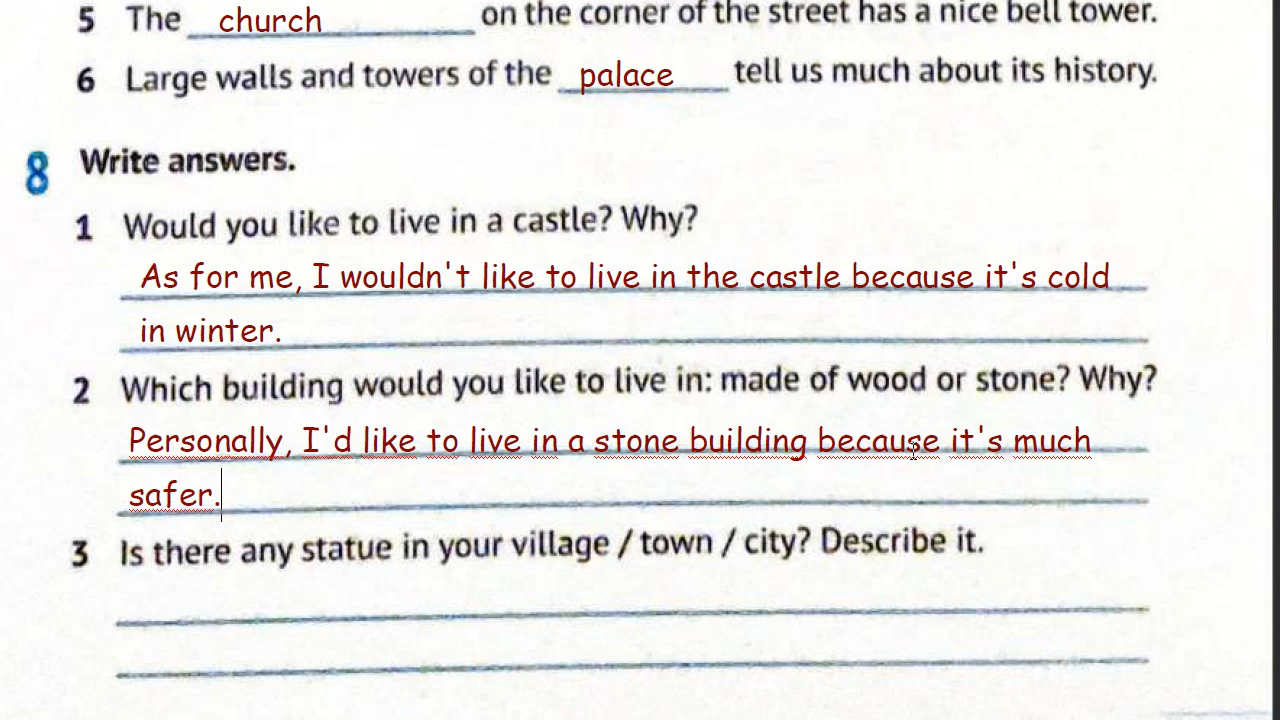 5 The church on the corner of the street has a nice bell tower.
6 Large walls and towers of the palace tell us much about its history.
8 Write answers.
1 Would you like to live in a castle? Why?
As for me, I wouldn't like to live in the castle because it's cold
in winter.
2 Which building would you like to live in: made of wood or stone? Why?
Personally, I'd like to live in a stone building because it's much
safer.
3 Is there any statue in your village / town / city? Describe it.